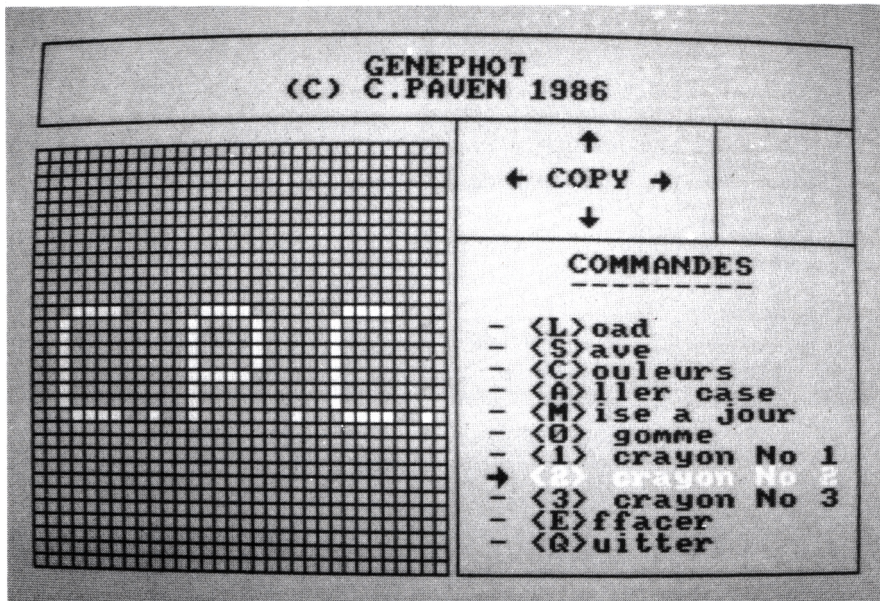 GENEPHOT
(C) C.PAVEN 1986
↑
← COPY →
↓
COMMANDES
---------
- <L>oad
- <S>ave
- <C>ouleurs
- <A>ller case
- <M>ise a jour
- <0> gomme
- <1> crayon No 1
→ <2> crayon No 2
- <3> crayon No 3
- <E>ffacer
- <Q>uitter